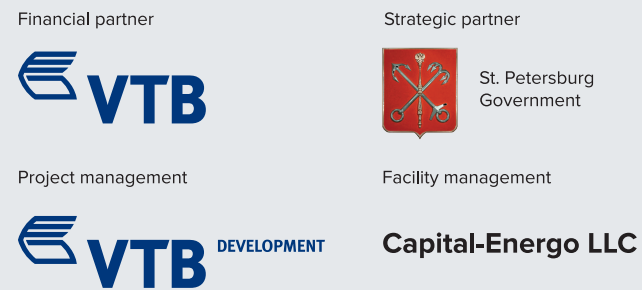 Financial partner
Strategic partner
VTB
St. Petersburg
Government
Project management
Facility management
VTB DEVELOPMENT
Capital-Energo LLC